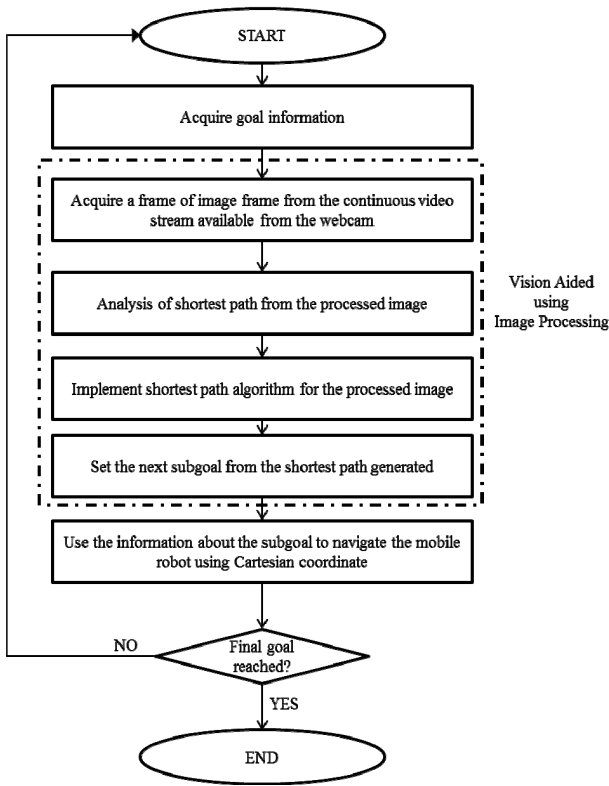 START
Acquire goal information
Acquire a frame of image frame from the continuous video
stream available from the webcam
Analysis of shortest path from the processed image
Vision Aided
using
Image Processing
Implement shortest path algorithm for the processed image
Set the next subgoal from the shortest path generated
Use the information about the subgoal to navigate the mobile
robot using Cartesian coordinate
NO
Final goal
reached?
YES
END